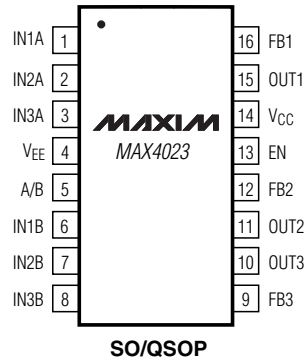 IN1A 1 16 FB1
IN2A 2 15 OUT1
IN3A 3 14 VCC
MAXIM
VEE 4 MAX4023 13 EN
A/B 5 12 FB2
IN1B 6 11 OUT2
IN2B 7 10 OUT3
IN3B 8 9 FB3
SO/QSOP